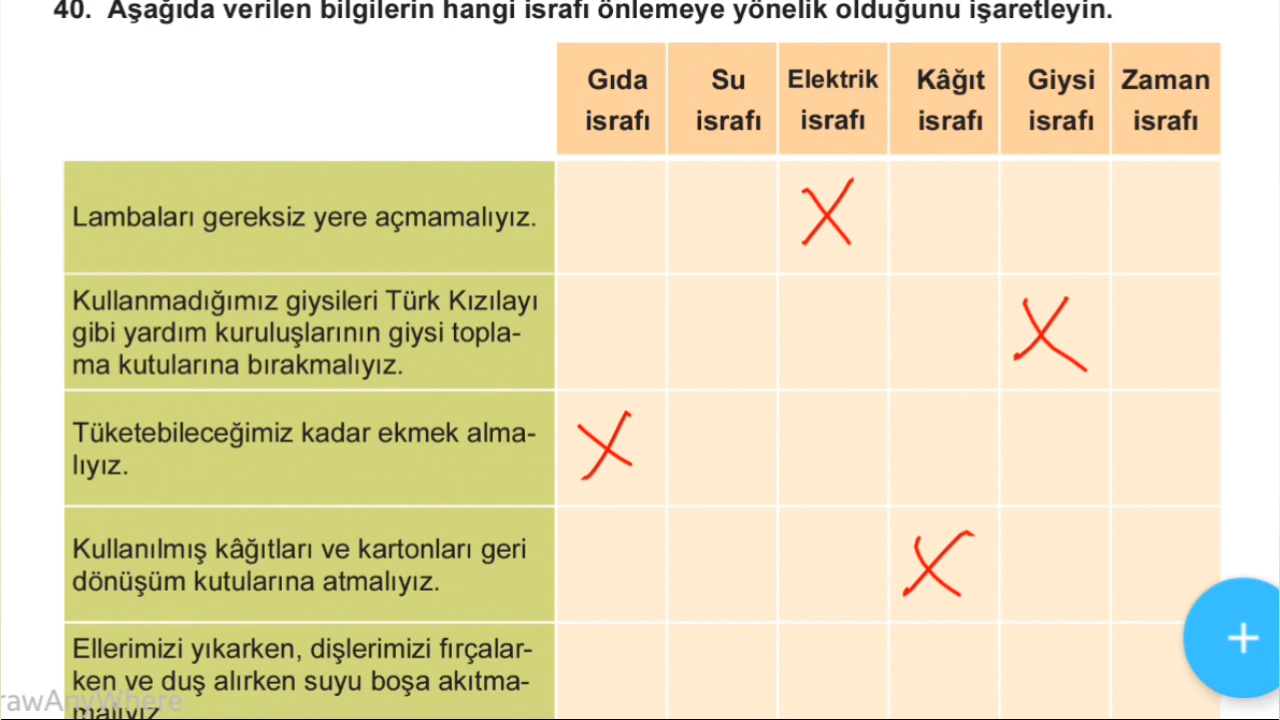 40. Aşağıda verilen bilgilerin hangi israfı önlemeye yönelik olduğunu işaretleyin.
Gıda israfı
Su israfı
Elektrik israfı
Kâğıt israfı
Giysi israfı
Zaman israfı
Lambaları gereksiz yere açmamalıyız.
Kullanmadığımız giysileri Türk Kızılayı
gibi yardım kuruluşlarının giysi topla-
ma kutularına bırakmalıyız.
Tüketebileceğimiz kadar ekmek alma-
lıyız.
Kullanılmış kâğıtları ve kartonları geri
dönüşüm kutularına atmalıyız.
Ellerimizi yıkarken, dişlerimizi fırçalar-
ken ve duş alırken suyu boşa akıtma-
malıyız
rawAnyWhere